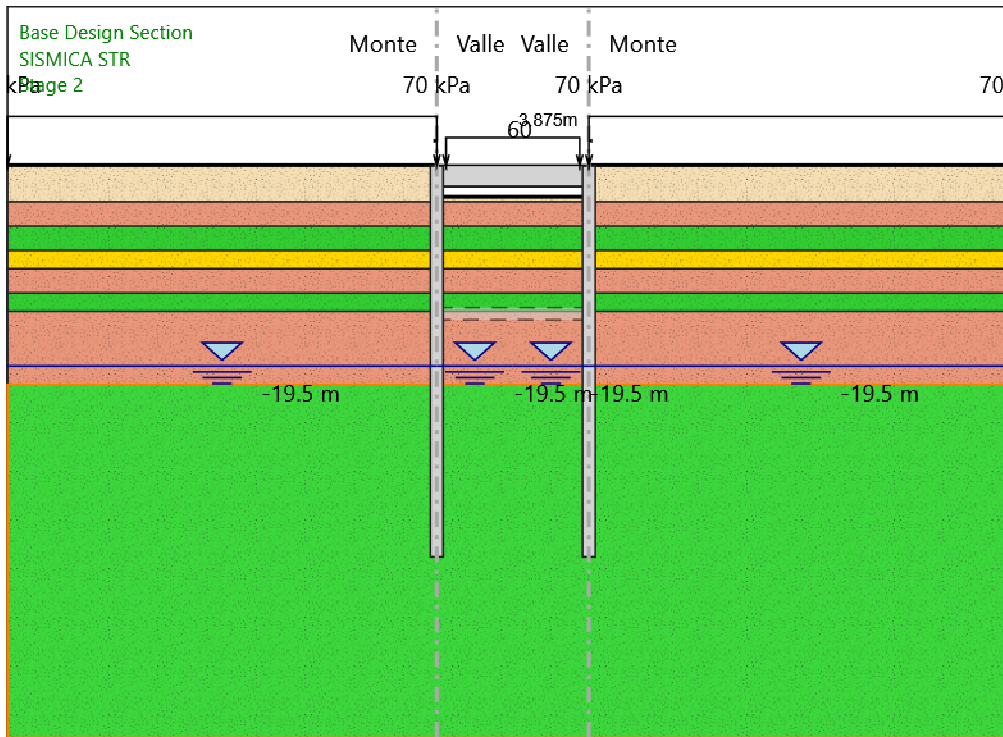 Base Design Section
SISMICA STR
Stage 2
Monte
Valle
Valle
Monte
kPa
70 kPa
70 kPa
70
3.875m
60
-19.5 m
-19.5 m
-19.5 m
-19.5 m